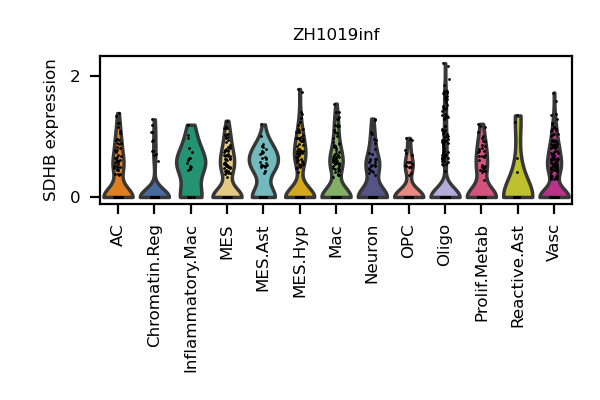 ZH1019inf
SDHB expression
2
0
AC
Chromatin.Reg
Inflammatory.Mac
MES
MES.Ast
MES.Hyp
Mac
Neuron
OPC
Oligo
Prolif.Metab
Reactive.Ast
Vasc